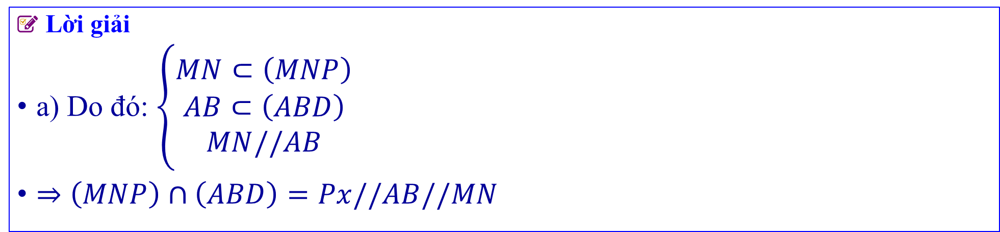 Lời giải
• a) Do đó: { MN ⊂ (MNP)
AB ⊂ (ABD)
MN//AB
• ⇒ (MNP) ∩ (ABD) = Px//AB//MN